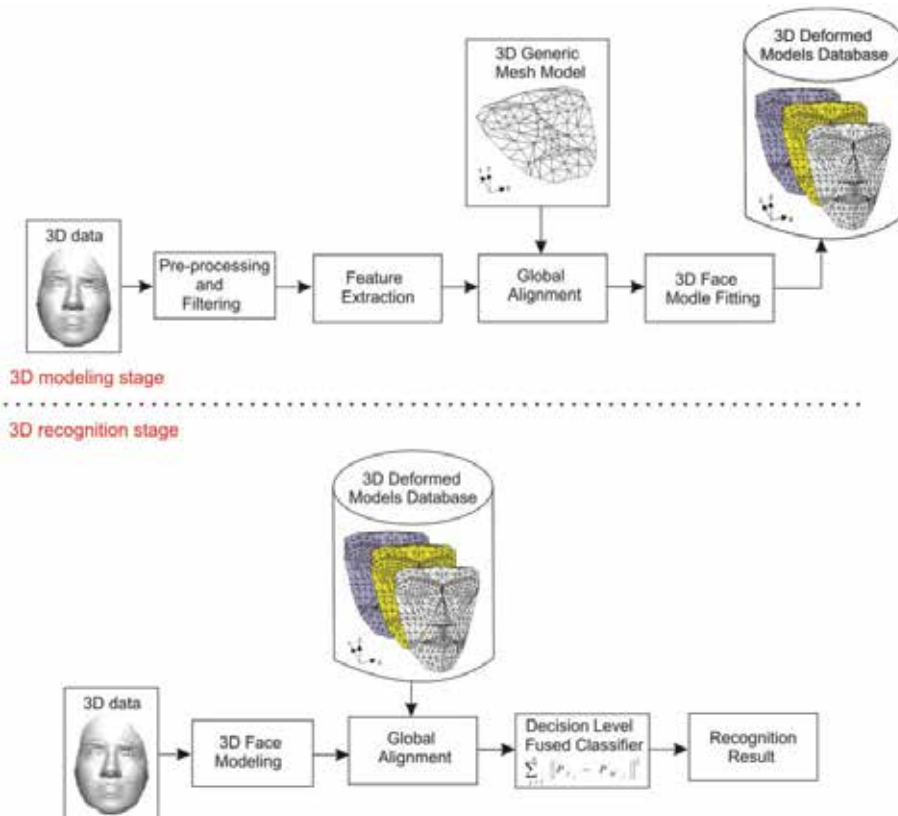 3D Deformed
Models Database
3D Generic
Mesh Model
3D data
Pre-processing
and
Filtering
Feature
Extraction
Global
Alignment
3D Face
Modle Fitting
3D modeling stage
3D recognition stage
3D Deformed
Models Database
3D data
3D Face
Modeling
Global
Alignment
Decision Level
Fused Classifier
Recognition
Result